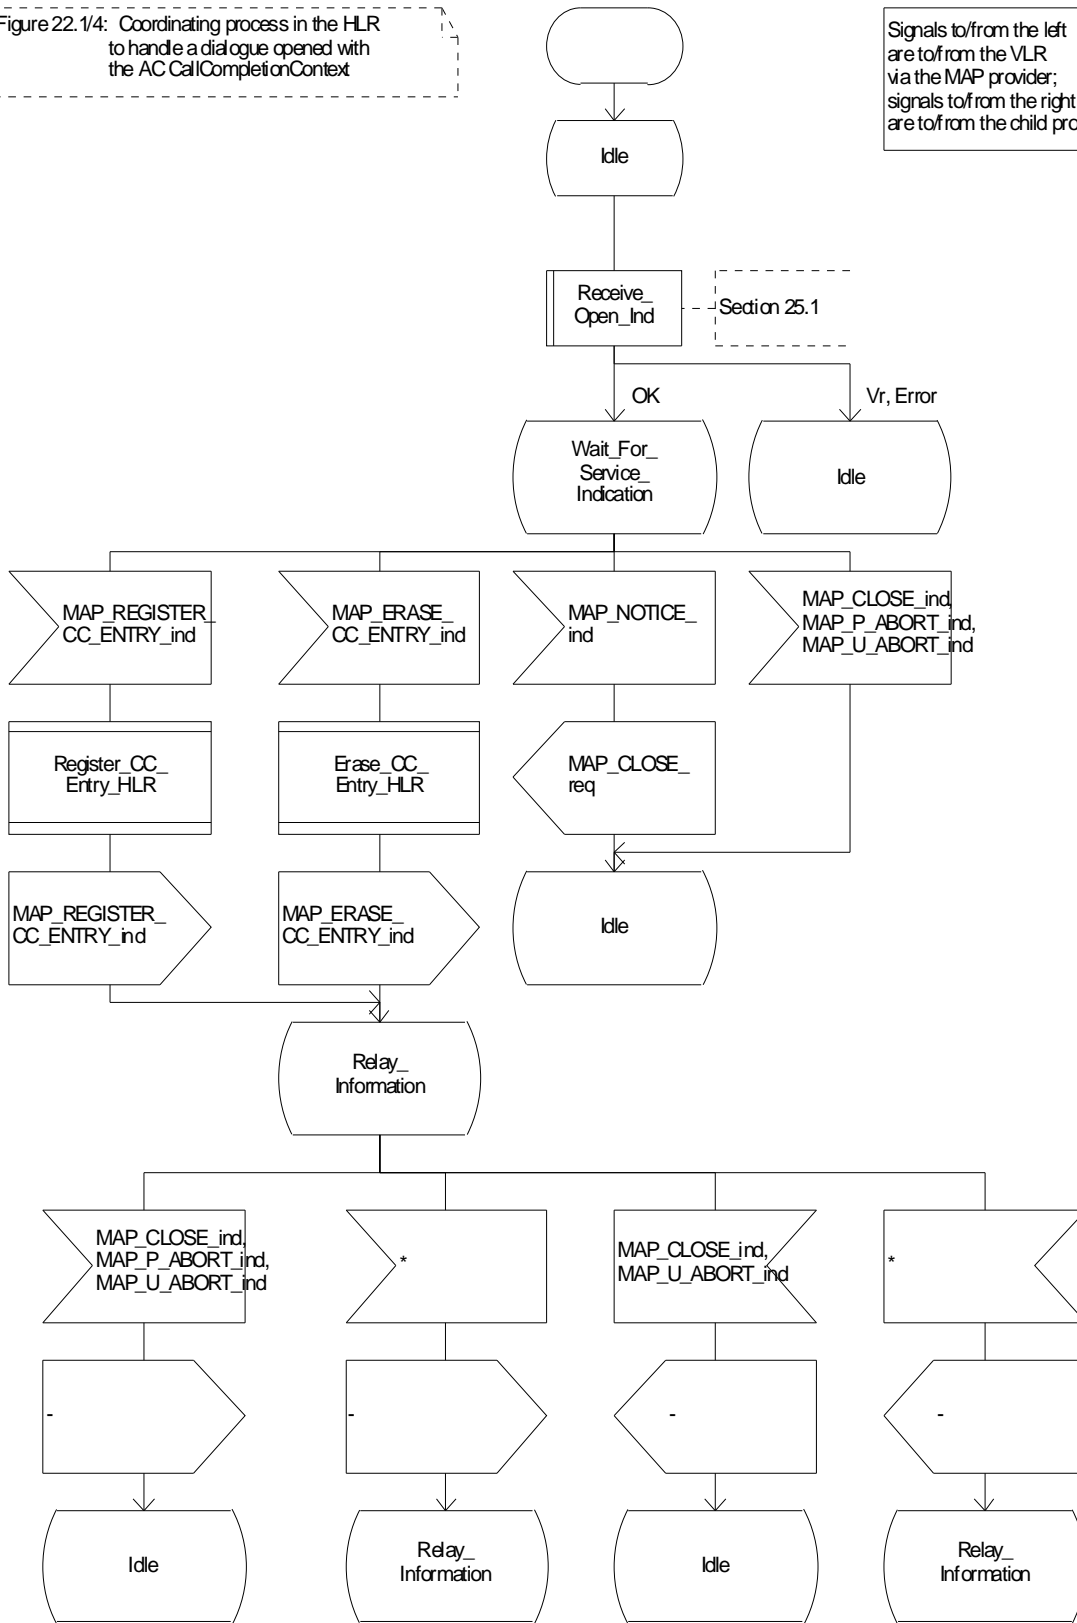 Figure 22.1/4: Coordinating process in the HLR
to handle a dialogue opened with
the AC CallCompletionContext
Signals to/from the left
are to/from the VLR
via the MAP provider;
signals to/from the right
are to/from the child
Idle
Receive_
Open_Ind
Section 25.1
OK
Vr, Error
Wait_For_
Service_
Indication
Idle
MAP_REGISTER_
CC_ENTRY_ind
MAP_ERASE_
CC_ENTRY_ind
MAP_NOTICE_
ind
MAP_CLOSE_ind,
MAP_P_ABORT_ind,
MAP_U_ABORT_ind
Register_CC_
Entry_HLR
Erase_CC_
Entry_HLR
MAP_CLOSE_
req
MAP_REGISTER_
CC_ENTRY_ind
MAP_ERASE_
CC_ENTRY_ind
Idle
Relay_
Information
MAP_CLOSE_ind,
MAP_P_ABORT_ind,
MAP_U_ABORT_ind
*
MAP_CLOSE_ind,
MAP_U_ABORT_ind
*
-
-
-
-
Idle
Relay_
Information
Idle
Relay_
Information